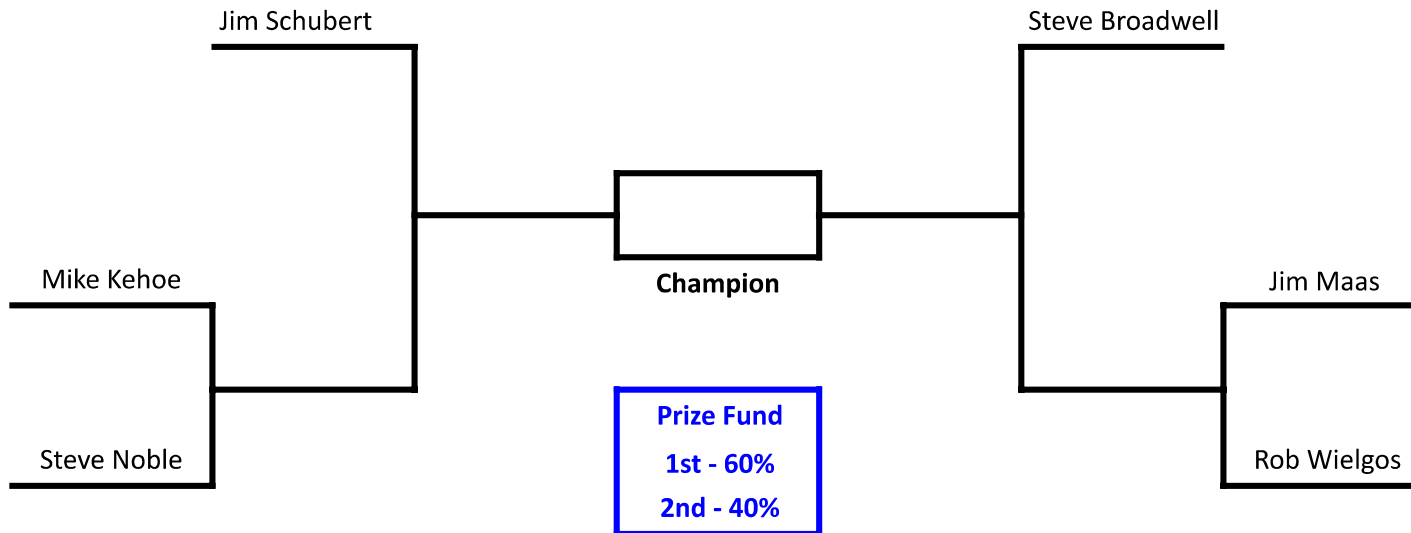 Jim Schubert
Steve Broadwell
Mike Kehoe
Champion
Jim Maas
Steve Noble
Prize Fund
1st - 60%
2nd - 40%
Rob Wielgos